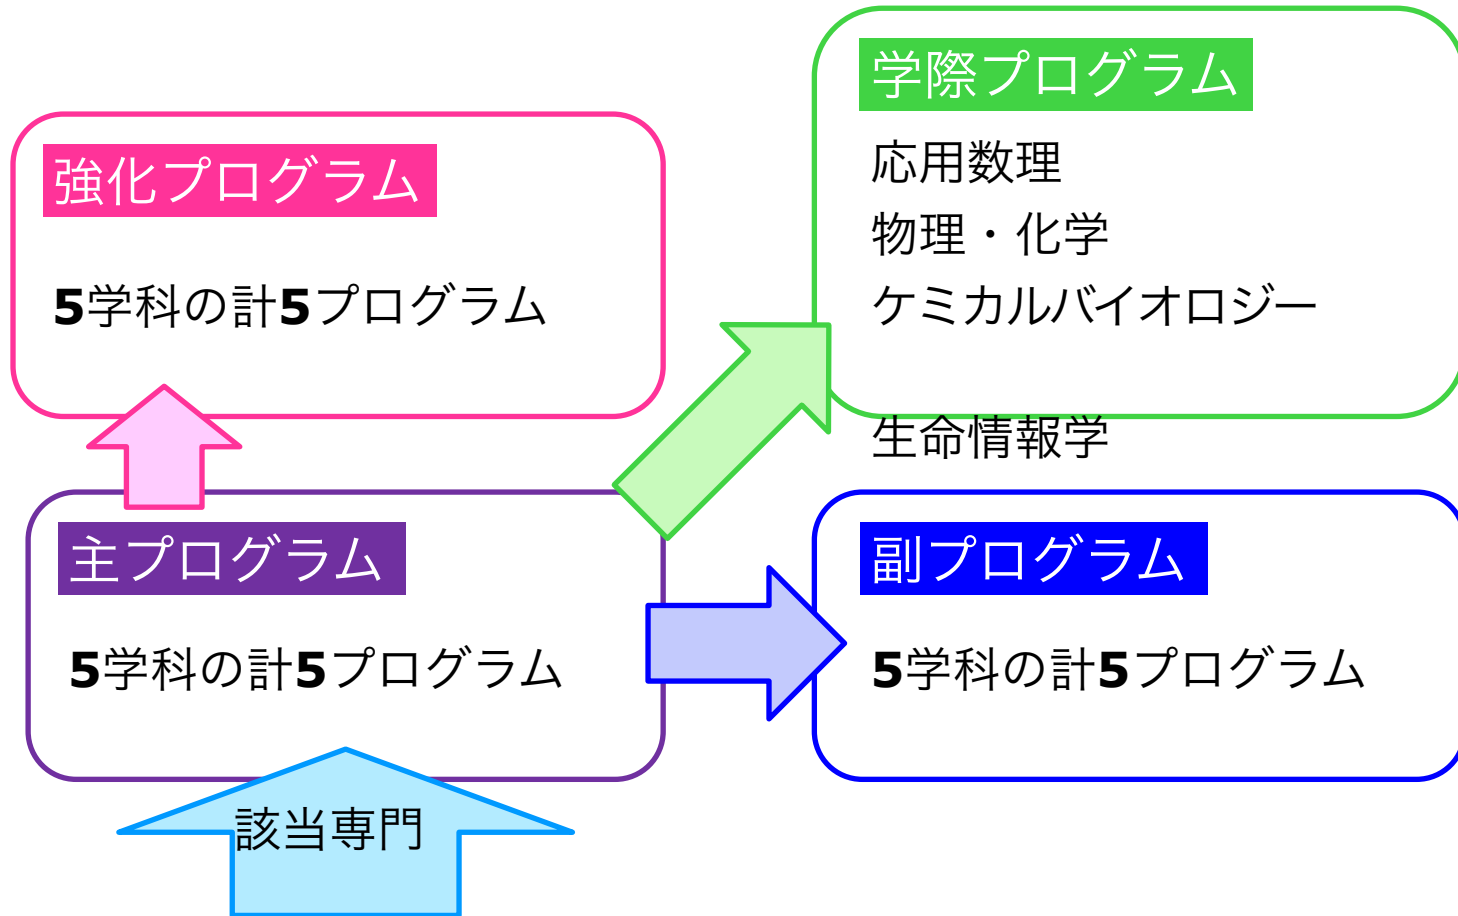 学際プログラム
応用数理
物理・化学
ケミカルバイオロジー
生命情報学
強化プログラム
5学科の計5プログラム
主プログラム
5学科の計5プログラム
副プログラム
5学科の計5プログラム
該当専門